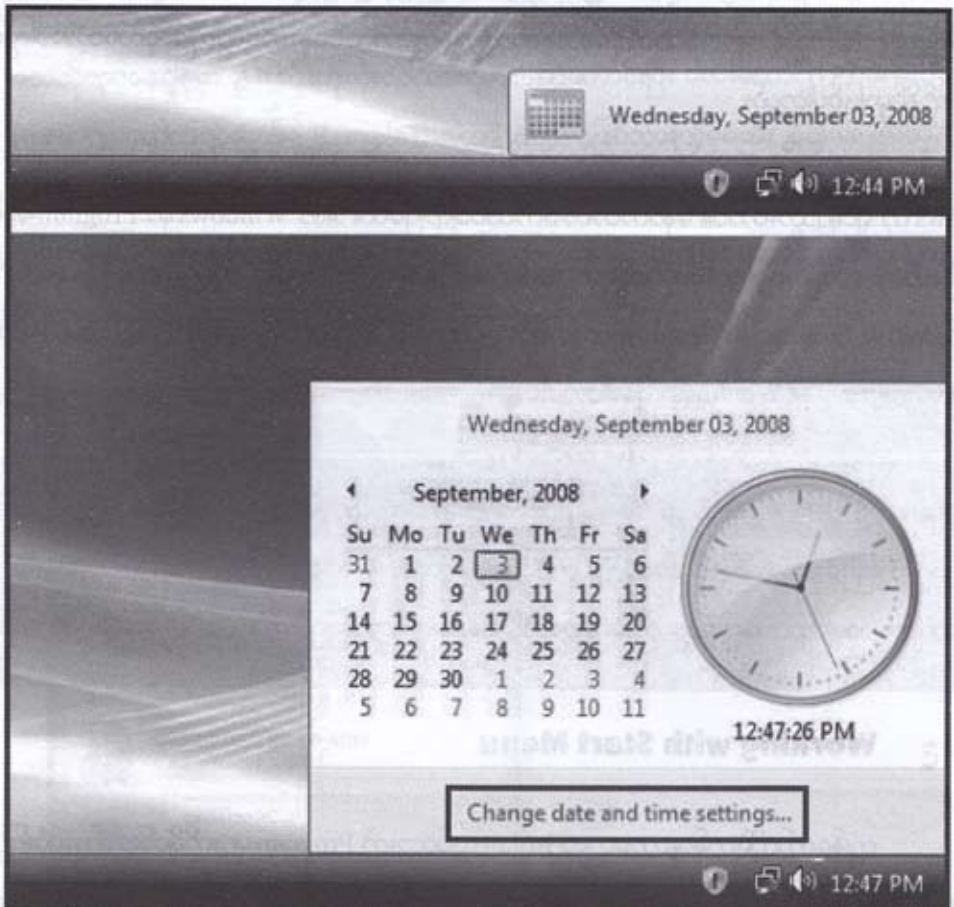 Wednesday, September 03, 2008
12:44 PM
Wednesday, September 03, 2008
September, 2008
Su Mo Tu We Th Fr Sa
31 1 2 3 4 5 6
7 8 9 10 11 12 13
14 15 16 17 18 19 20
21 22 23 24 25 26 27
28 29 30 1 2 3 4
5 6 7 8 9 10 11
12:47:26 PM
Working with Start Menu
Change date and time settings...
12:47 PM